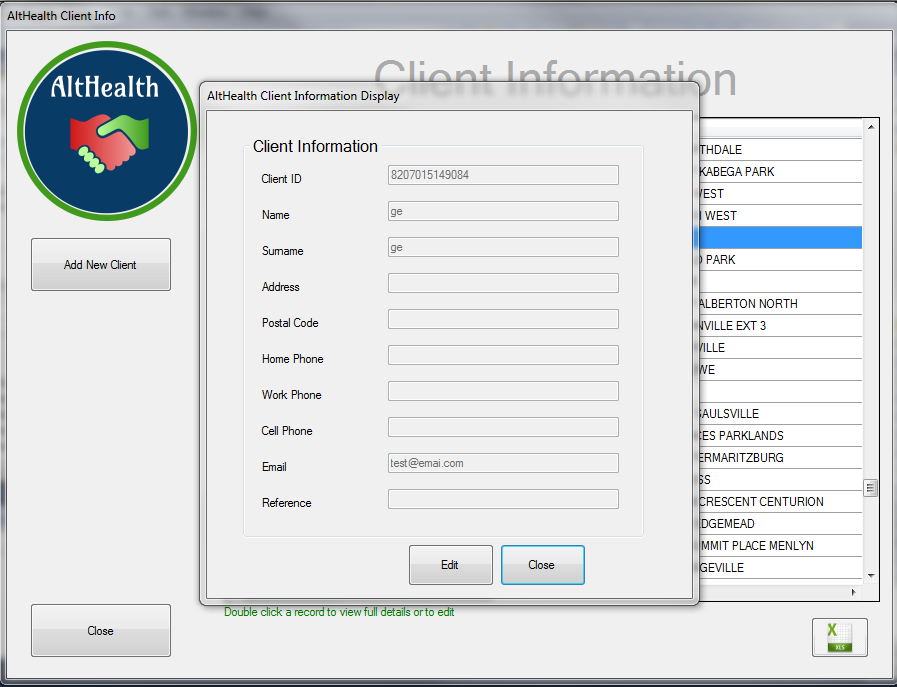 AltHealth Client Info
AltHealth
Client Information
AltHealth Client Information Display
Client Information
Client ID 8207015149084
Name ge
Surname ge
Address
Postal Code
Home Phone
Work Phone
Cell Phone
Email test@emai.com
Reference
Edit Close
Add New Client
THDALE
KABEGA PARK
WEST
WEST
PARK
ALBERTON NORTH
NVILLE EXT 3
VILLE
WE
SAULSVILLE
CES PARKLANDS
ERMARITZBURG
SS
CRESCENT CENTURION
EDGEMEAD
MMIT PLACE MENLYN
GEVILLE
Double click a record to view full details or to edit
Close
XLS